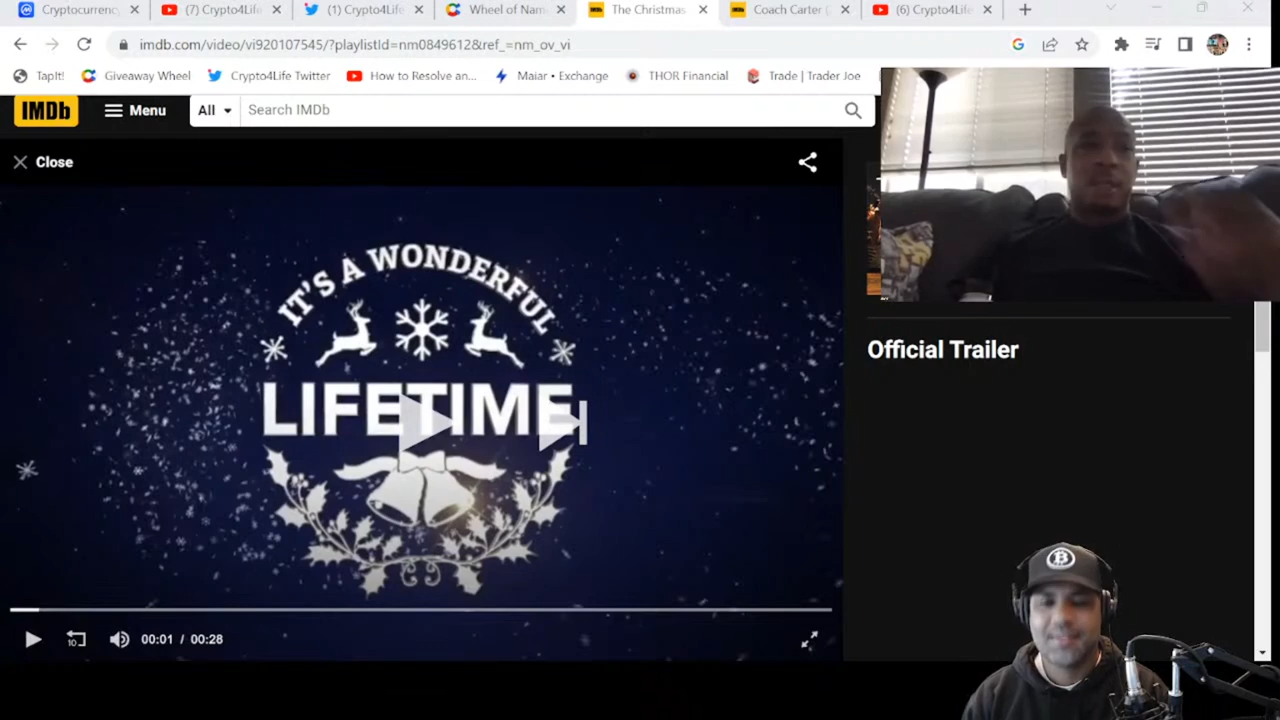 Cryptocurrency
(7) Crypto4Life
(1) Crypto4Life
Wheel of Name
The Christmas
Coach Carter (
(6) Crypto4Life
imdb.com/video/vi920107545/?playlistId=nm0849612&ref_=nm_ov_vi
TapIt!
Giveaway Wheel
Crypto4Life Twitter
How to Resolve an...
Maiar • Exchange
THOR Financial
Trade | Trader Joe
IMDb
Menu
All
Search IMDb
Close
IT'S A WONDERFUL
LIFETIME
Official Trailer
10
00:01 / 00:28